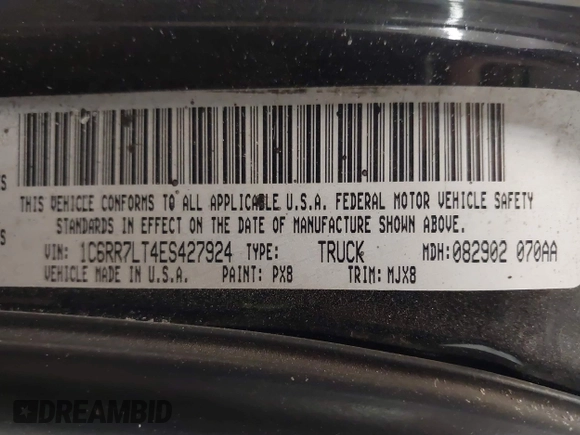 THIS VEHICLE CONFORMS TO ALL APPLICABLE U.S.A. FEDERAL MOTOR VEHICLE SAFETY
STANDARDS IN EFFECT ON THE DATE OF MANUFACTURE SHOWN ABOVE.
VIN: 1C6RR7LT4ES427924 TYPE: TRUCK MDH: 082902 070AA
VEHICLE MADE IN U.S.A. PAINT: PX8 TRIM: MJX8
DREAMBID